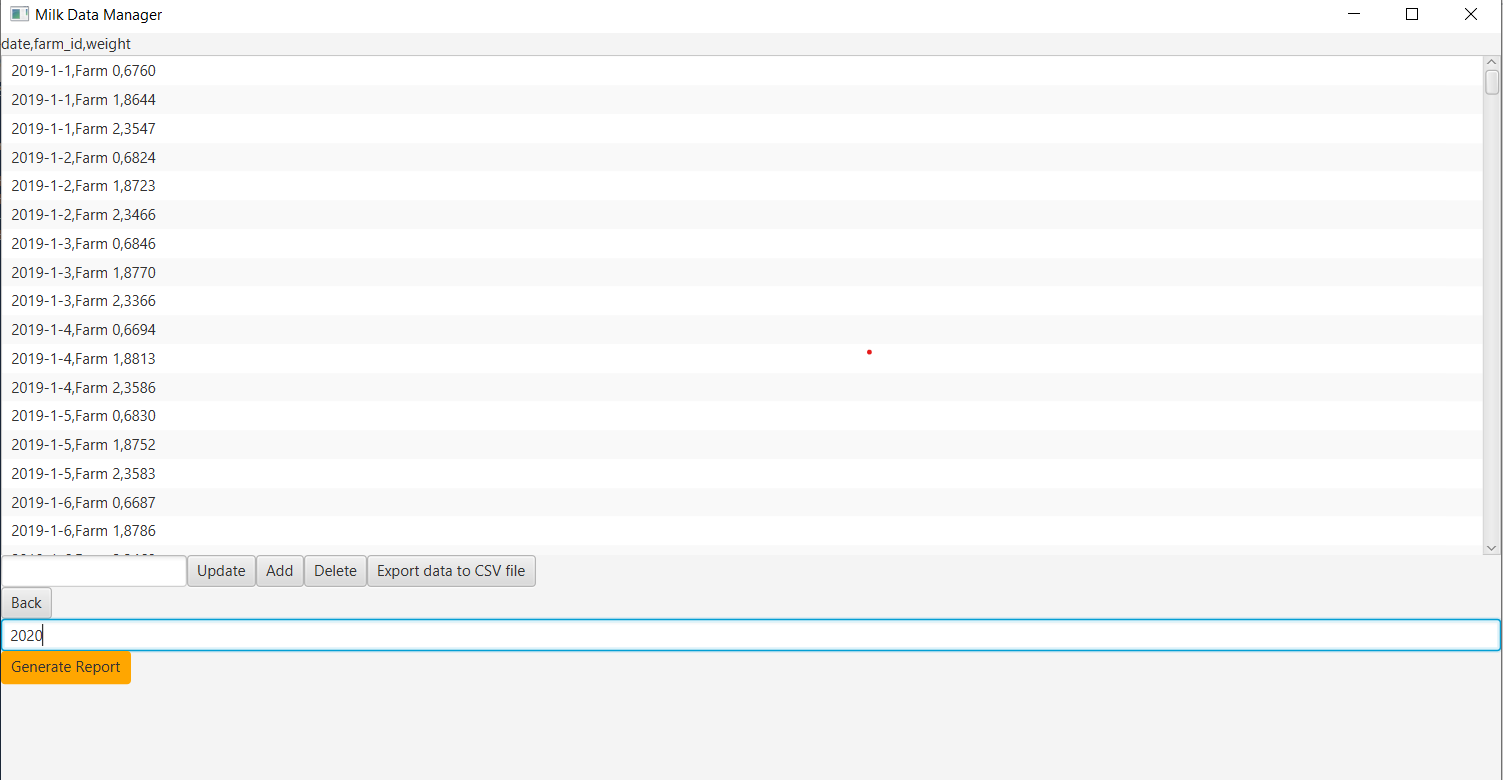 Milk Data Manager
date,farm_id,weight
2019-1-1,Farm 0,6760
2019-1-1,Farm 1,8644
2019-1-1,Farm 2,3547
2019-1-2,Farm 0,6824
2019-1-2,Farm 1,8723
2019-1-2,Farm 2,3466
2019-1-3,Farm 0,6846
2019-1-3,Farm 1,8770
2019-1-3,Farm 2,3366
2019-1-4,Farm 0,6694
2019-1-4,Farm 1,8813
2019-1-4,Farm 2,3586
2019-1-5,Farm 0,6830
2019-1-5,Farm 1,8752
2019-1-5,Farm 2,3583
2019-1-6,Farm 0,6687
2019-1-6,Farm 1,8786
Update Add Delete Export data to CSV file
Back
2020
Generate Report